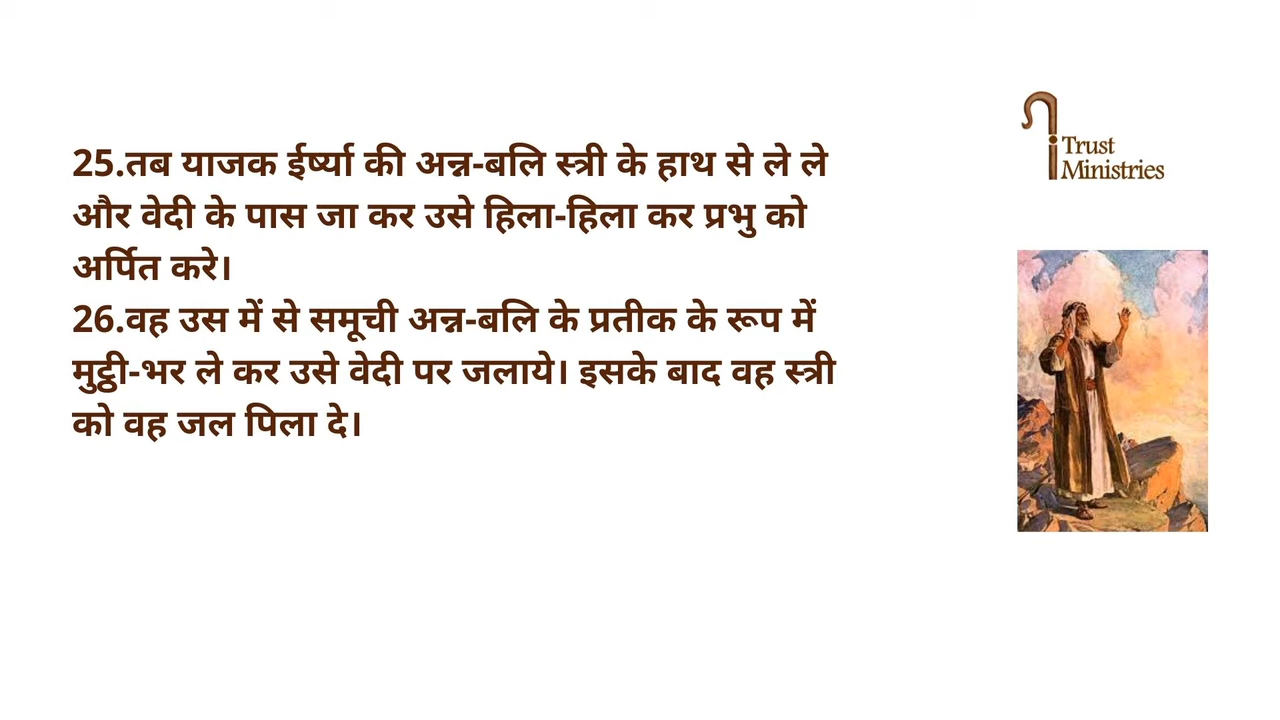 25.तब याजक ईर्ष्या की अन्न-बलि स्त्री के हाथ से ले ले
और वेदी के पास जा कर उसे हिला-हिला कर प्रभु को
अर्पित करे।
26.वह उस में से समूची अन्न-बलि के प्रतीक के रूप में
मुट्ठी-भर ले कर उसे वेदी पर जलाये। इसके बाद वह स्त्री
को वह जल पिला दे।
i Trust
Ministries